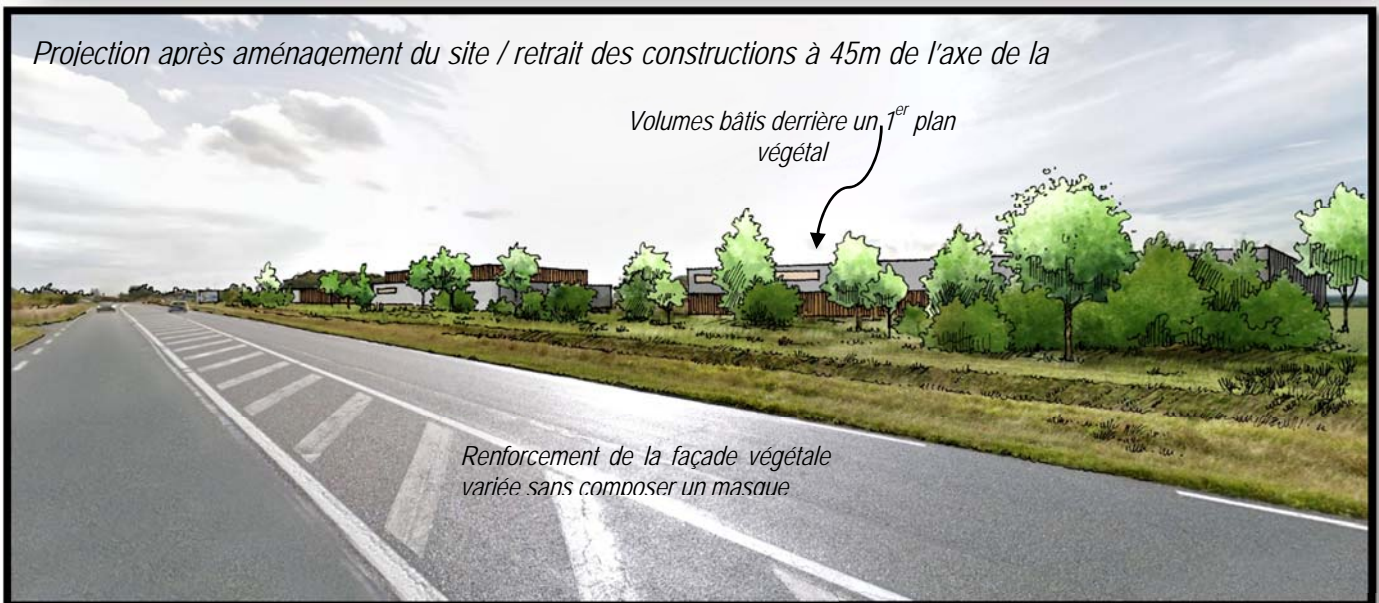 Projection après aménagement du site / retrait des constructions à 45m de l'axe de la
Volumes bâtis derrière un 1er plan
végétal
Renforcement de la façade végétale
variée sans composer un masque